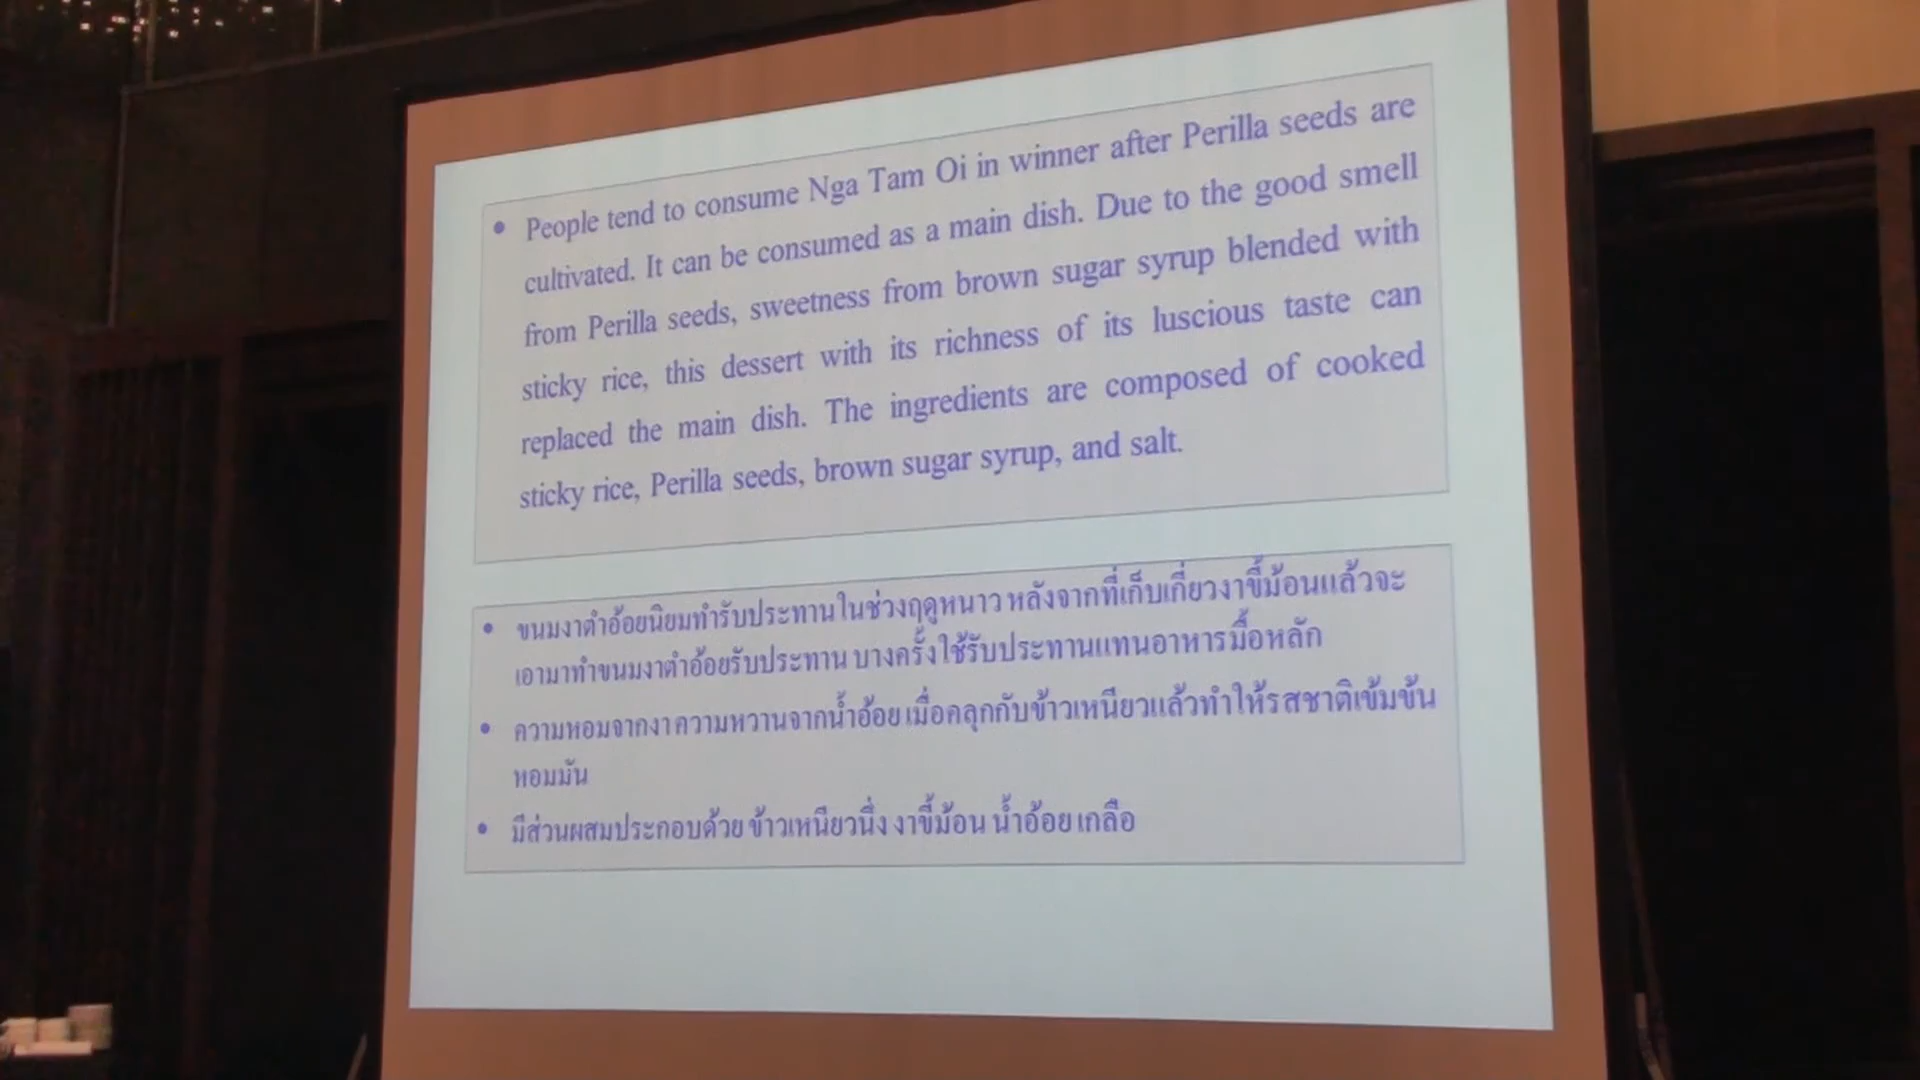 • People tend to consume Nga Tam Oi in winner after Perilla seeds are
cultivated. It can be consumed as a main dish. Due to the good smell
from Perilla seeds, sweetness from brown sugar syrup blended with
sticky rice, this dessert with its richness of its luscious taste can
replaced the main dish. The ingredients are composed of cooked
sticky rice, Perilla seeds, brown sugar syrup, and salt.
• ขนมงาตำอ้อยนิยมทำรับประทานในช่วงฤดูหนาว หลังจากที่เก็บเกี่ยวงาขี้ม้อนแล้วจะ
เอามาทำขนมงาตำอ้อยรับประทาน บางครั้งใช้รับประทานแทนอาหารมื้อหลัก
• ความหอมจากงา ความหวานจากน้ำอ้อย เมื่อคลุกกับข้าวเหนียวแล้วทำให้รสชาติเข้มข้น
หอมมัน
• มีส่วนผสมประกอบด้วย ข้าวเหนียวนึ่ง งาขี้ม้อน น้ำอ้อย เกลือ